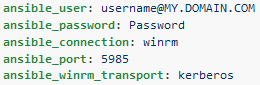 ansible_user: username@MY.DOMAIN.COM
ansible_password: Password
ansible_connection: winrm
ansible_port: 5985
ansible_winrm_transport: kerberos